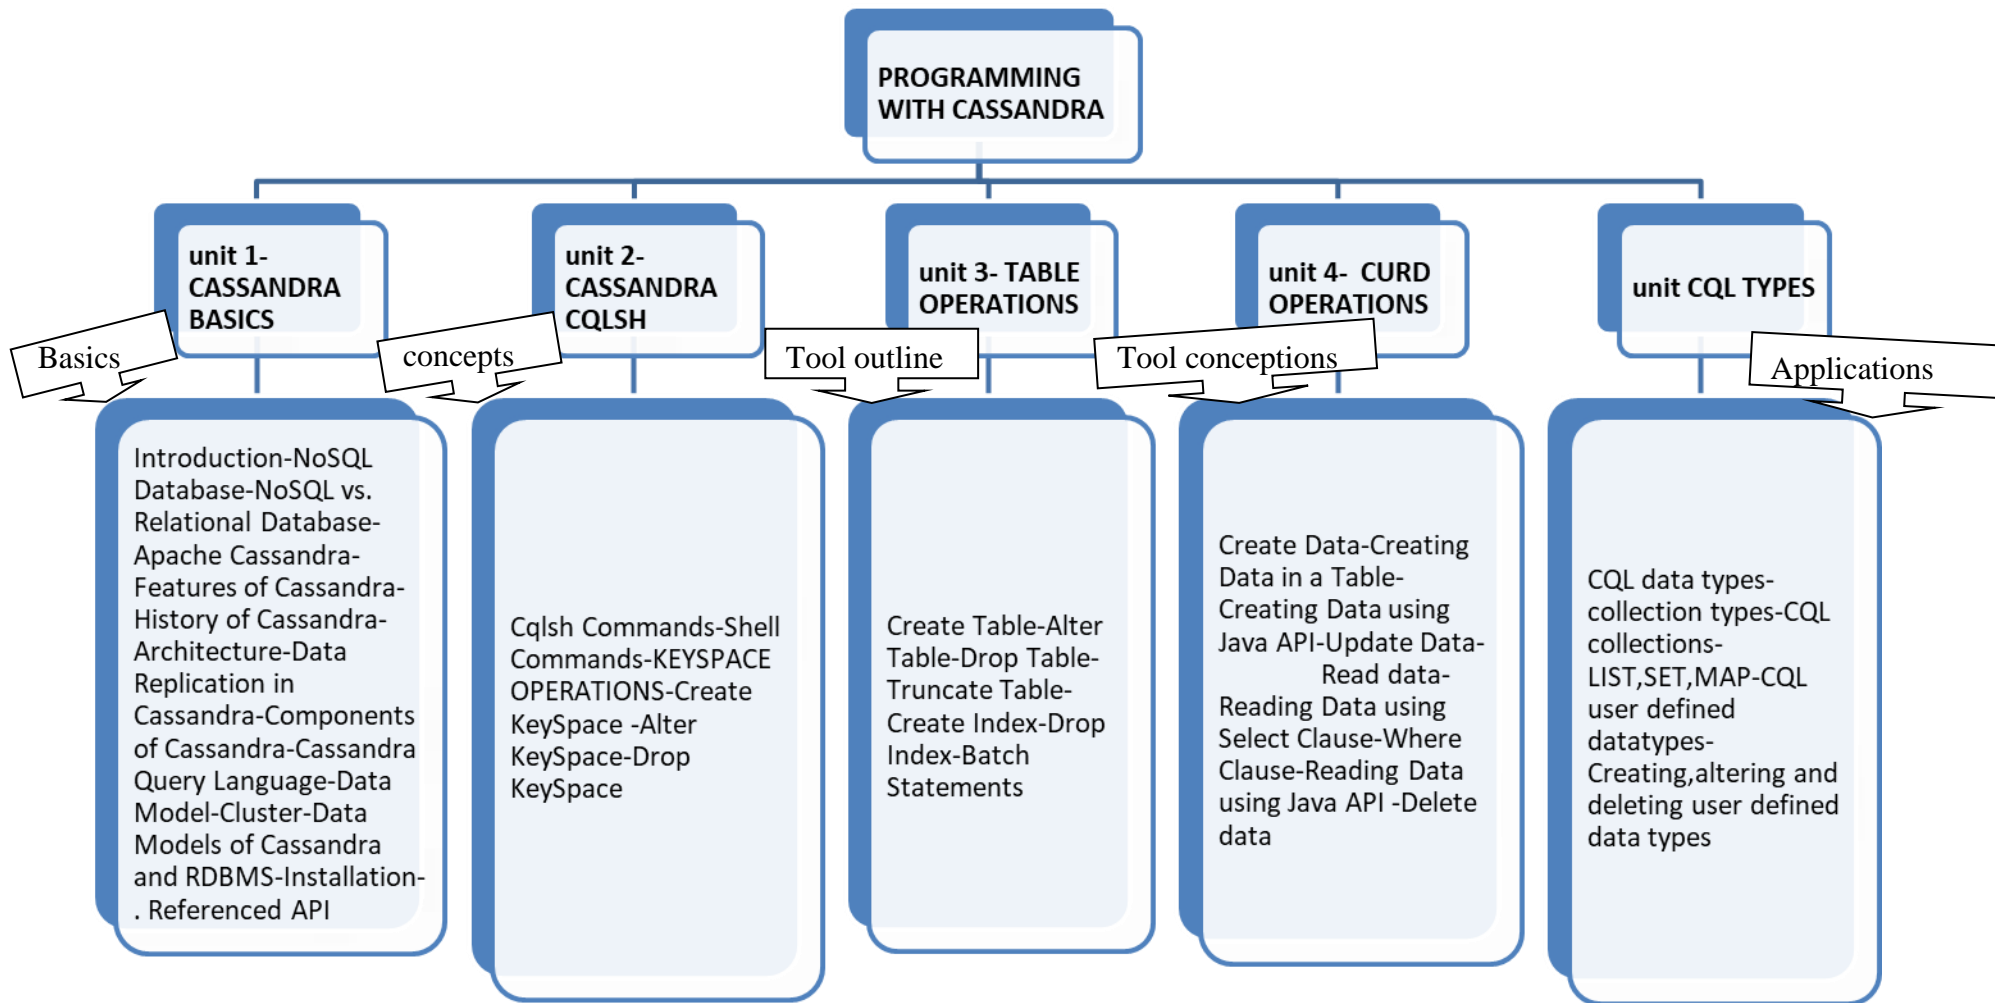 PROGRAMMING
WITH CASSANDRA
unit 1-
CASSANDRA
BASICS
unit 2-
CASSANDRA
CQLSH
unit 3- TABLE
OPERATIONS
unit 4-  CURD
OPERATIONS
unit CQL TYPES
Basics
concepts
Tool outline
Tool conceptions
Applications
Introduction-NoSQL
Database-NoSQL vs.
Relational Database-
Apache Cassandra-
Features of Cassandra-
History of Cassandra-
Architecture-Data
Replication in
Cassandra-Components
of Cassandra-Cassandra
Query Language-Data
Model-Cluster-Data
Models of Cassandra
and RDBMS-Installation-
. Referenced API
Cqlsh Commands-Shell
Commands-KEYSPACE
OPERATIONS-Create
KeySpace -Alter
KeySpace-Drop
KeySpace
Create Table-Alter
Table-Drop Table-
Truncate Table-
Create Index-Drop
Index-Batch
Statements
Create Data-Creating
Data in a Table-
Creating Data using
Java API-Update Data-
Read data-
Reading Data using
Select Clause-Where
Clause-Reading Data
using Java API -Delete
data
CQL data types-
collection types-CQL
collections-
LIST,SET,MAP-CQL
user defined
datatypes-
Creating,altering and
deleting user defined
data types